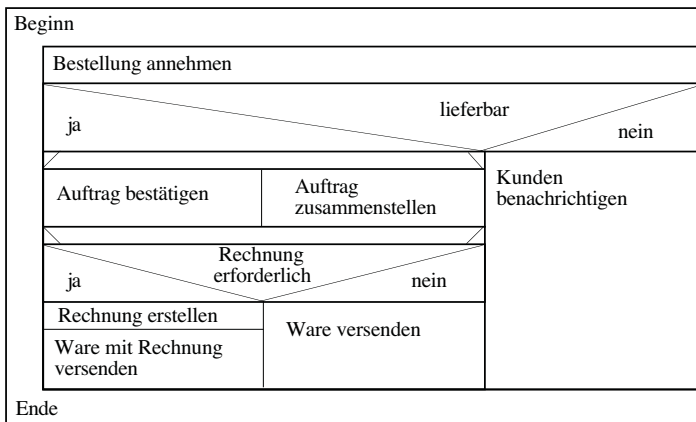 Beginn
Bestellung annehmen
lieferbar
ja
nein
Auftrag bestätigen
Auftrag
zusammenstellen
Kunden
benachrichtigen
Rechnung
erforderlich
ja
nein
Rechnung erstellen
Ware mit Rechnung
versenden
Ware versenden
Ende